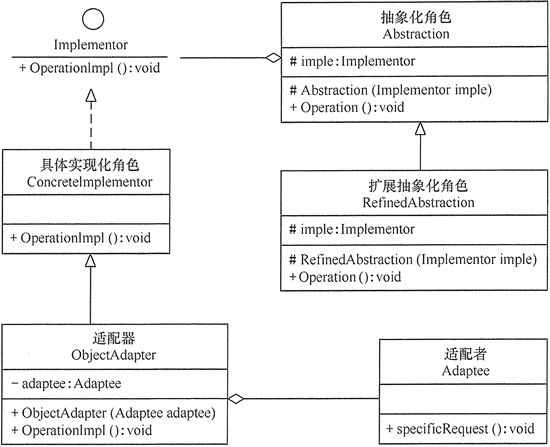 Implementor
+ OperationImpl():void
抽象化角色
Abstraction
# imple:Implementor
# Abstraction (Implementor imple)
+ Operation():void
具体实现化角色
ConcreteImplementor
+ OperationImpl():void
扩展抽象化角色
RefinedAbstraction
# imple:Implementor
# RefinedAbstraction (Implementor imple)
+ Operation():void
适配器
ObjectAdapter
- adaptee:Adaptee
+ ObjectAdapter (Adaptee adaptee)
+ OperationImpl():void
适配者
Adaptee
+ specificRequest():void